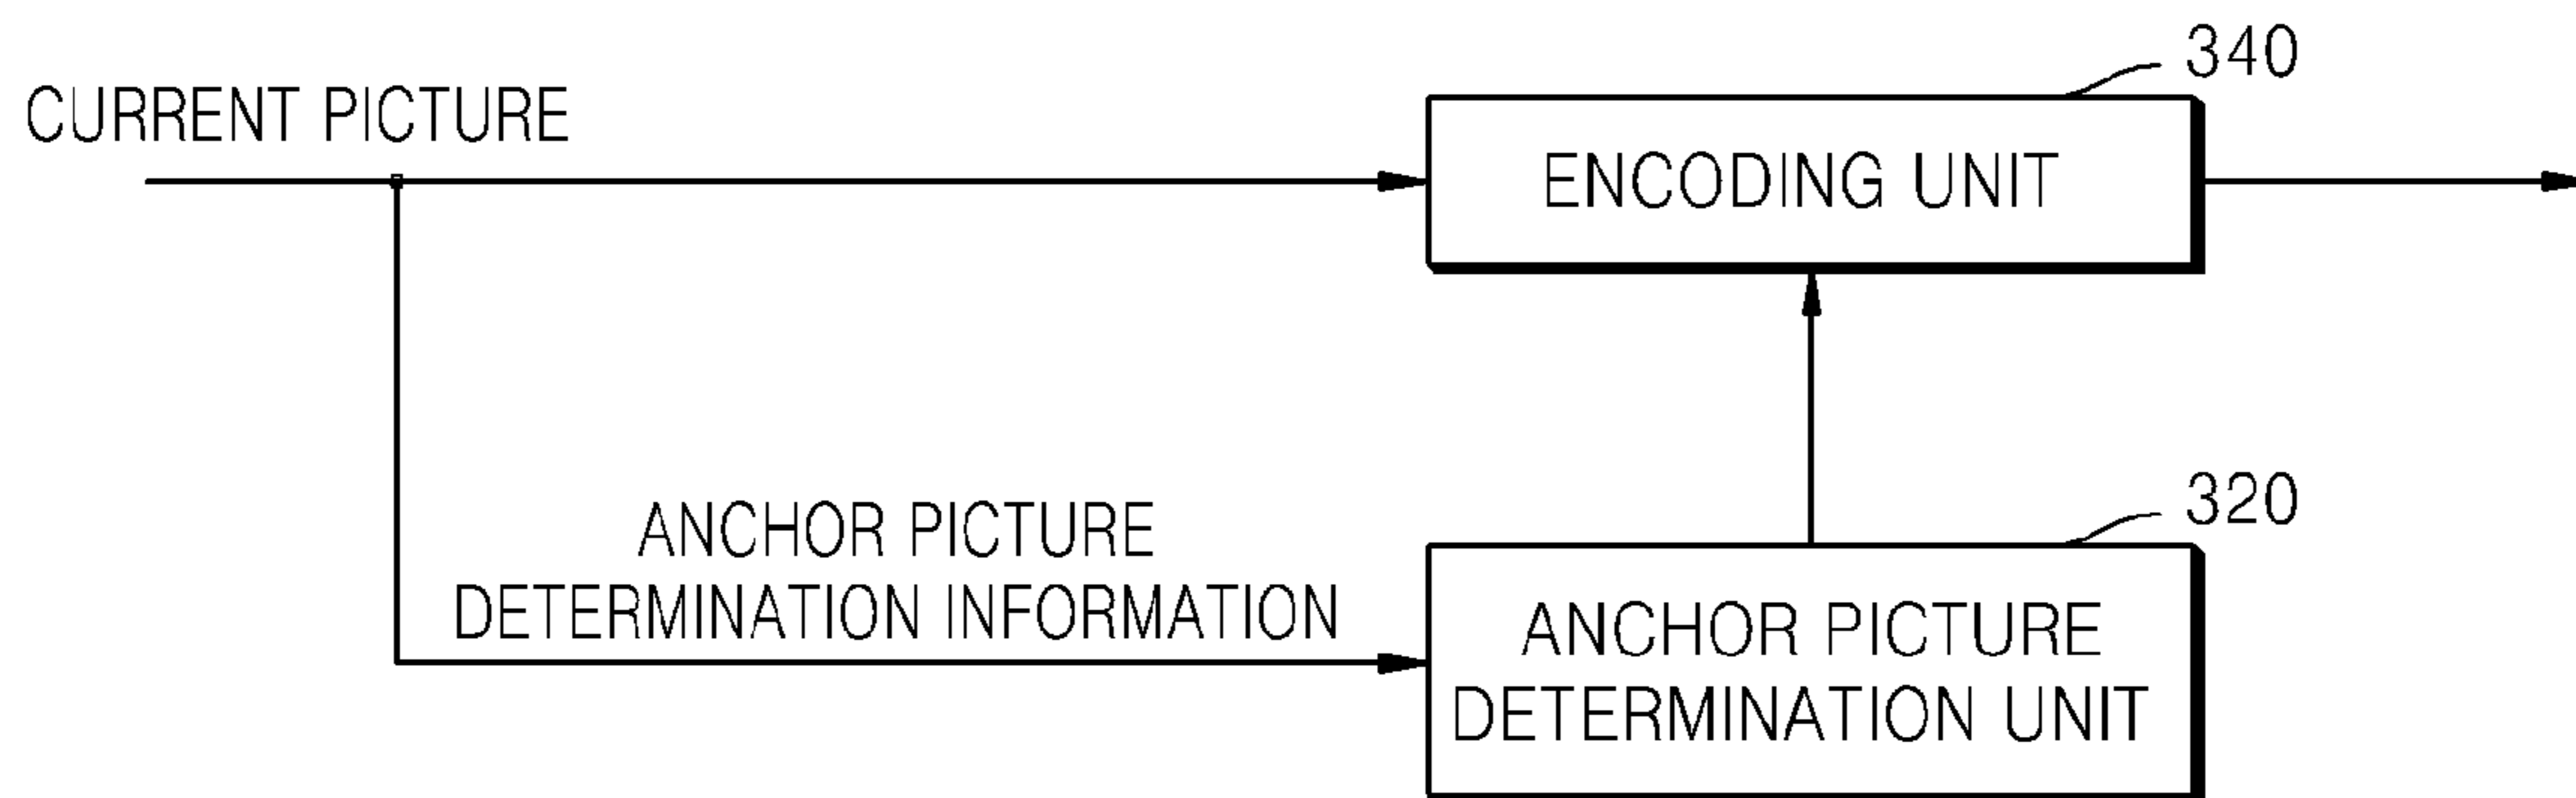 340
CURRENT PICTURE
ENCODING UNIT
320
ANCHOR PICTURE
DETERMINATION INFORMATION
ANCHOR PICTURE
DETERMINATION UNIT